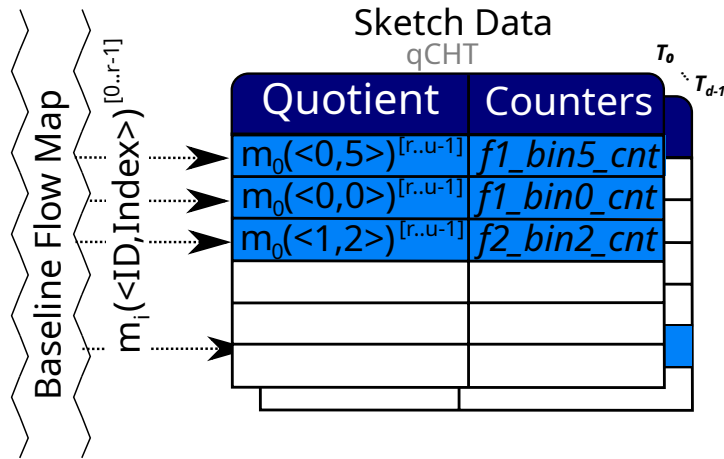 Sketch Data
qCHT
T₀
⋱ T_d-1
Baseline Flow Map
mᵢ(<ID,Index>)^[0..r-1]
Quotient Counters
m₀(<0,5>)^[r..u-1] f1_bin5_cnt
m₀(<0,0>)^[r..u-1] f1_bin0_cnt
m₀(<1,2>)^[r..u-1] f2_bin2_cnt